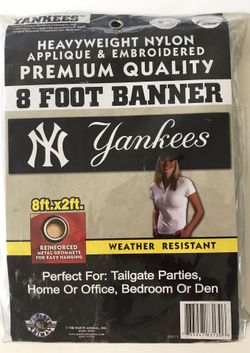 YANKEES
HEAVYWEIGHT NYLON
APPLIQUE & EMBROIDERED
PREMIUM QUALITY
8 FOOT BANNER
NY Yankees
8ft.x2ft.
REINFORCED
METAL GROMMETS
FOR EASY HANGING
WEATHER RESISTANT
Perfect For: Tailgate Parties,
Home Or Office, Bedroom Or Den